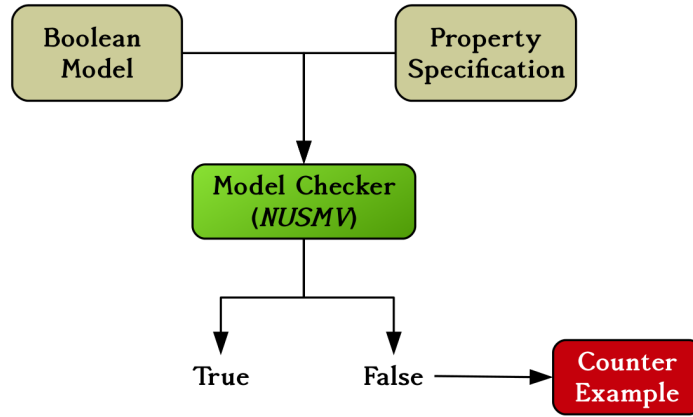 Boolean
Model
Property
Specification
Model Checker
(NUSMV)
True
False
Counter
Example